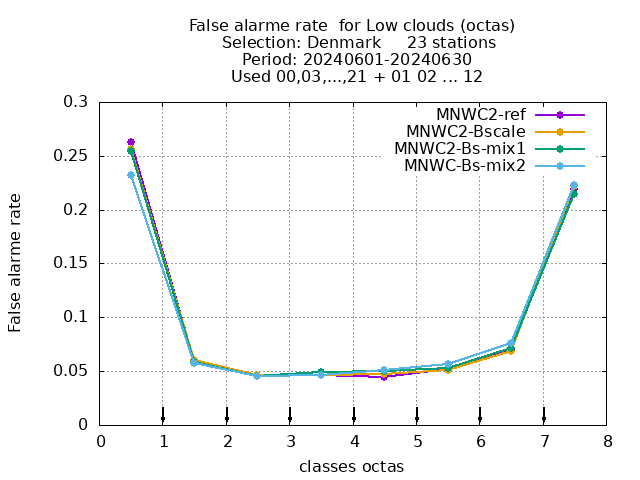 False alarme rate  for Low clouds (octas)
Selection: Denmark     23 stations
Period: 20240601-20240630
Used 00,03,...,21 + 01 02 ... 12
MNWC2-ref
MNWC2-Bscale
MNWC2-Bs-mix1
MNWC-Bs-mix2
False alarme rate
0.3
0.25
0.2
0.15
0.1
0.05
0
0 1 2 3 4 5 6 7 8
classes octas